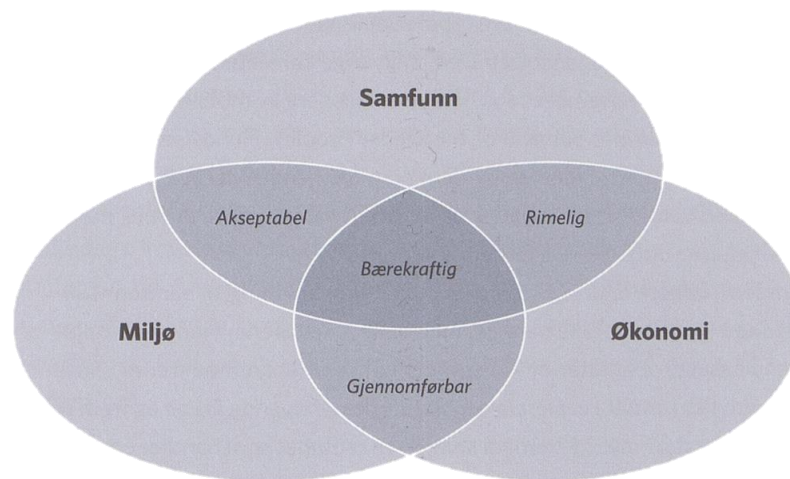 Samfunn
Akseptabel
Rimelig
Bærekraftig
Miljø
Økonomi
Gjennomførbar